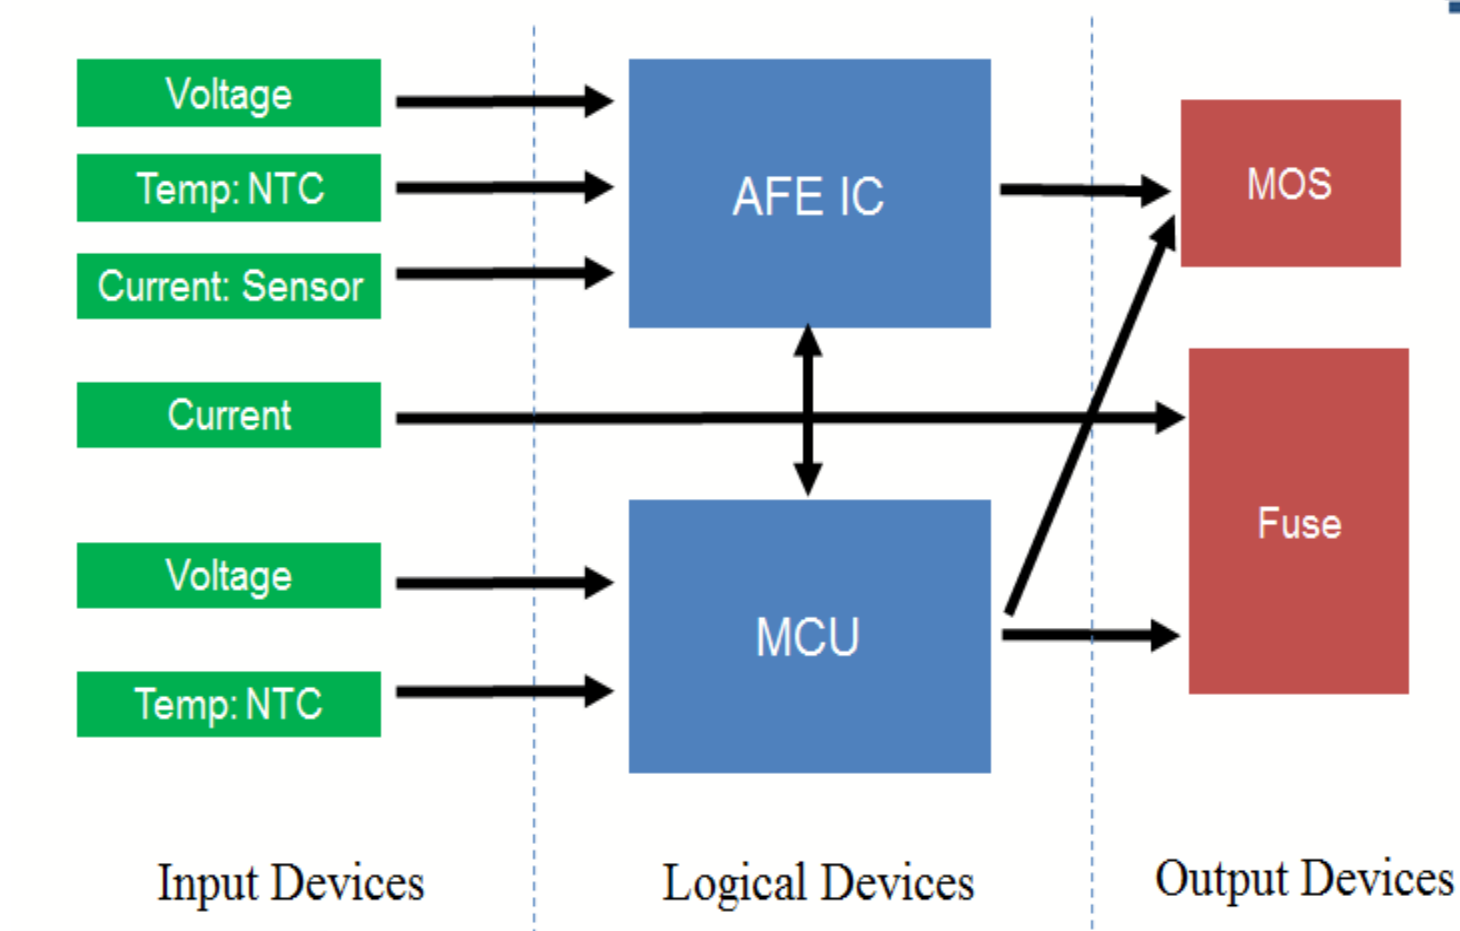 Voltage
Temp: NTC
Current: Sensor
Current
Voltage
Temp: NTC
AFE IC
MCU
MOS
Fuse
Input Devices
Logical Devices
Output Devices